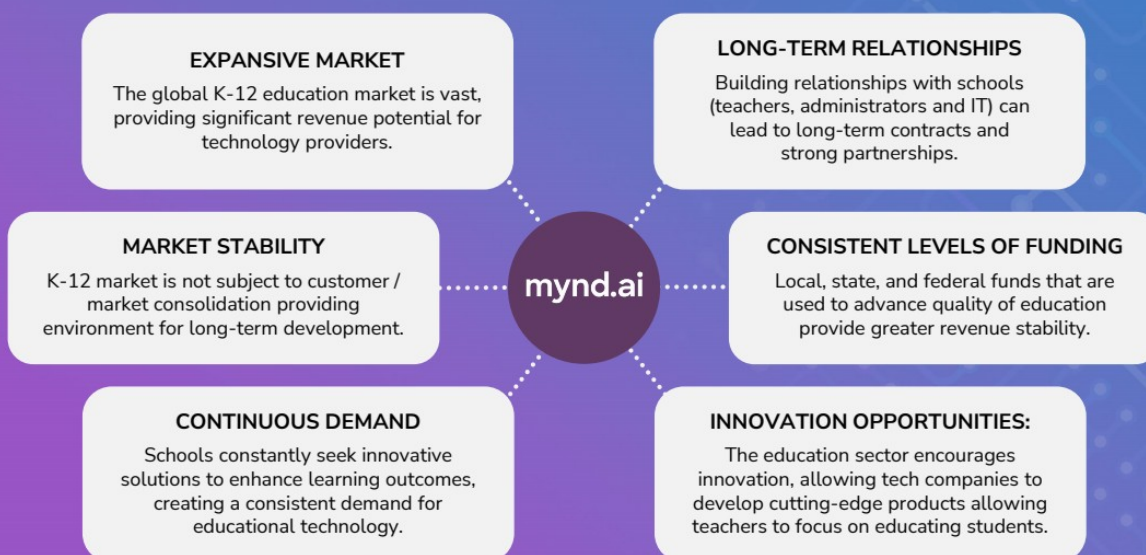 EXPANSIVE MARKET
The global K-12 education market is vast,
providing significant revenue potential for
technology providers.
LONG-TERM RELATIONSHIPS
Building relationships with schools
(teachers, administrators and IT) can
lead to long-term contracts and
strong partnerships.
MARKET STABILITY
K-12 market is not subject to customer /
market consolidation providing
environment for long-term development.
mynd.ai
CONSISTENT LEVELS OF FUNDING
Local, state, and federal funds that are
used to advance quality of education
provide greater revenue stability.
CONTINUOUS DEMAND
Schools constantly seek innovative
solutions to enhance learning outcomes,
creating a consistent demand for
educational technology.
INNOVATION OPPORTUNITIES:
The education sector encourages
innovation, allowing tech companies to
develop cutting-edge products allowing
teachers to focus on educating students.